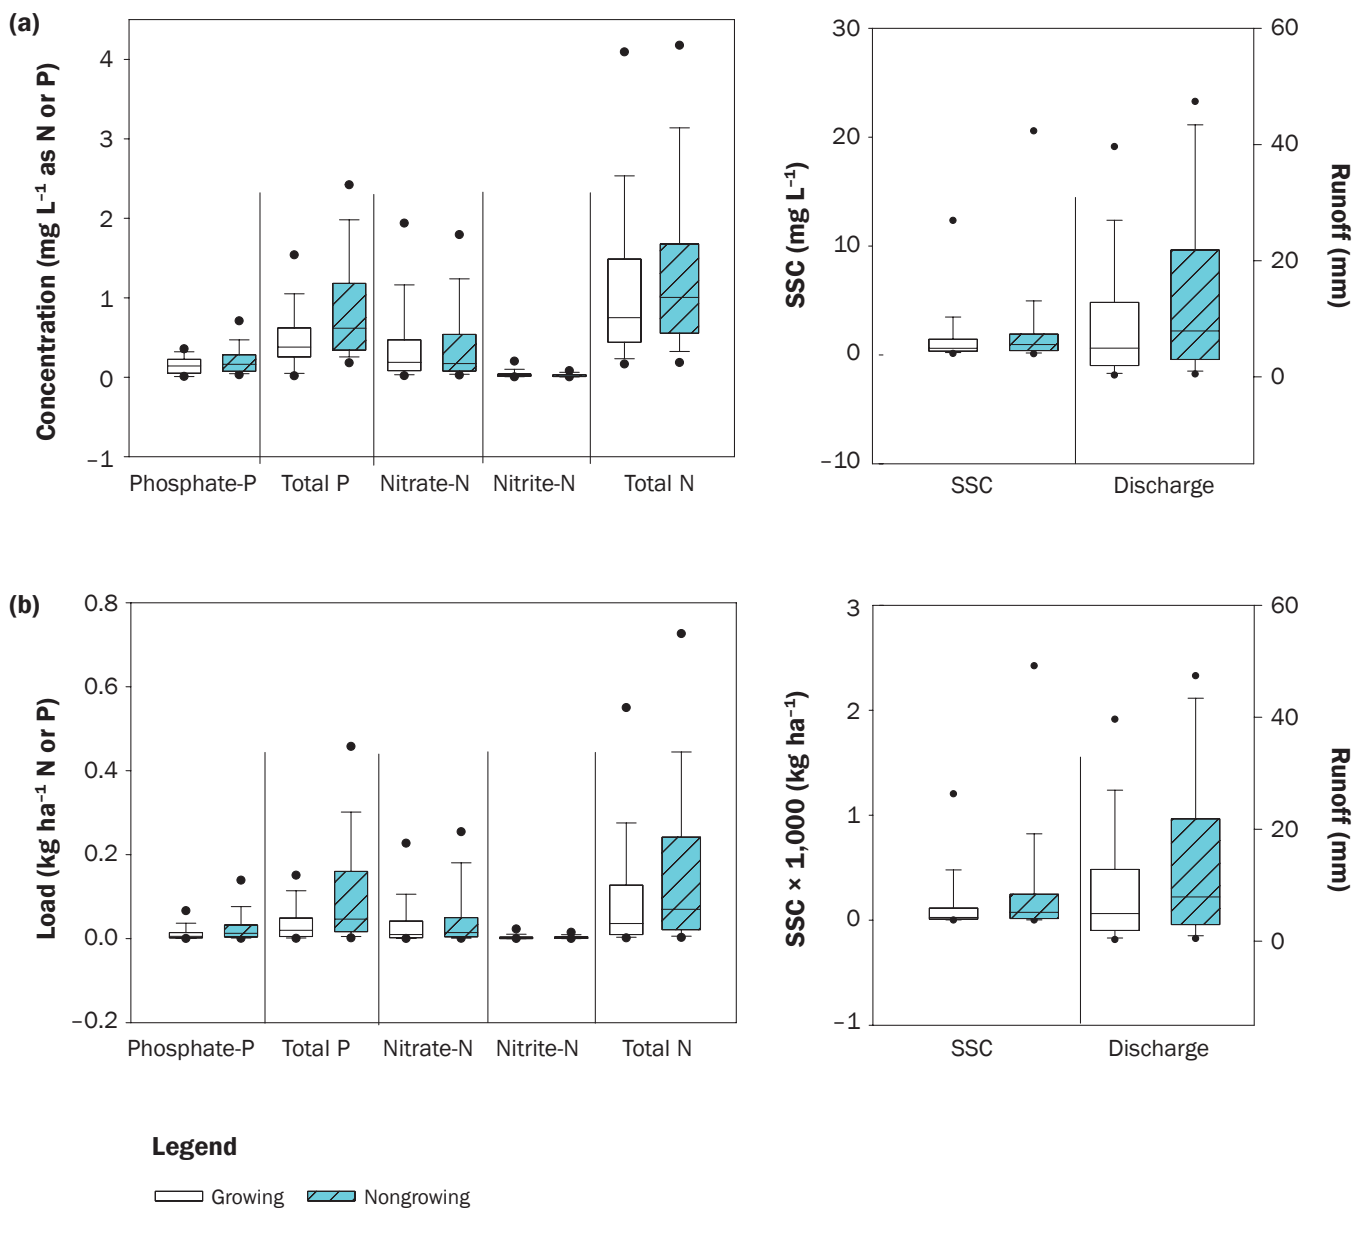 (a)
Concentration (mg L⁻¹ as N or P)
4
3
2
1
0
−1
Phosphate-P
Total P
Nitrate-N
Nitrite-N
Total N
SSC (mg L⁻¹)
30
20
10
0
−10
SSC
Discharge
60
40
20
0
Runoff (mm)
(b)
Load (kg ha⁻¹ N or P)
0.8
0.6
0.4
0.2
0.0
−0.2
Phosphate-P
Total P
Nitrate-N
Nitrite-N
Total N
SSC × 1,000 (kg ha⁻¹)
3
2
1
0
−1
SSC
Discharge
60
40
20
0
Runoff (mm)
Legend
Growing
Nongrowing